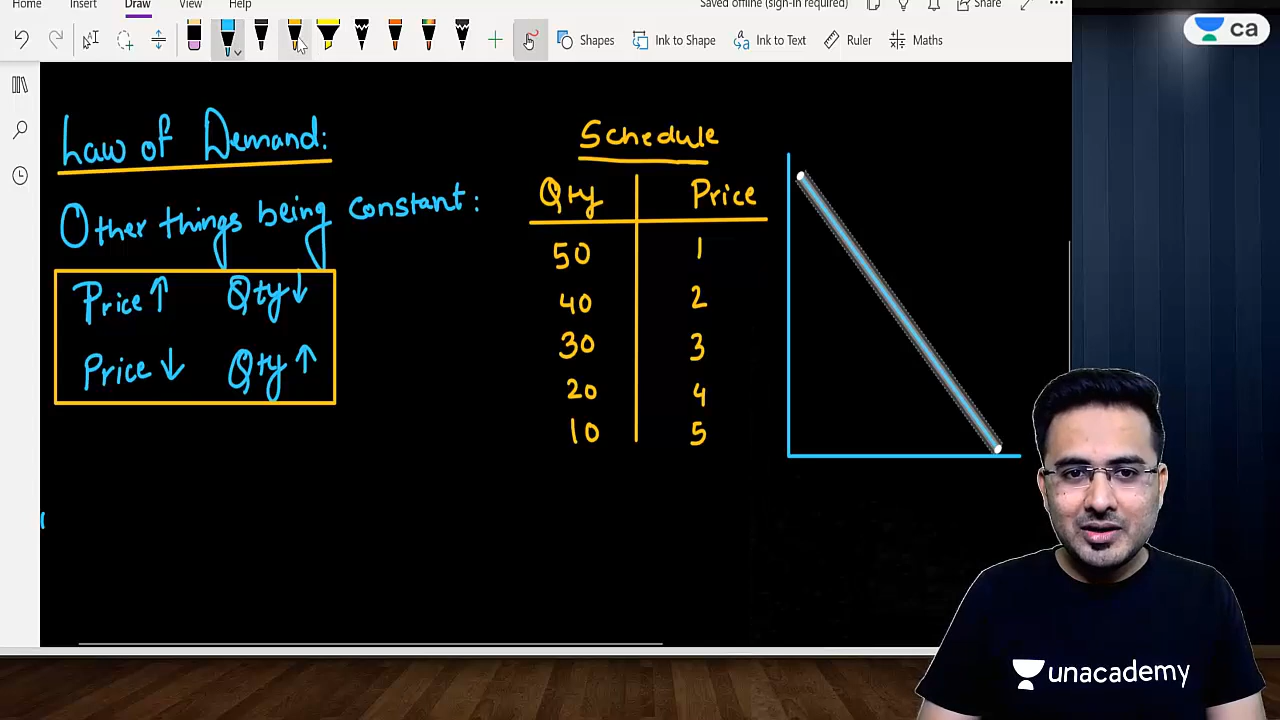 Home Insert Draw View Help Saved offline (sign-in required) Share
Shapes Ink to Shape Ink to Text Ruler Maths
ca
Law of Demand:
Other things being constant:
Price ↑ Qty ↓
Price ↓ Qty ↑
Schedule
Qty Price
50 1
40 2
30 3
20 4
10 5
unacademy